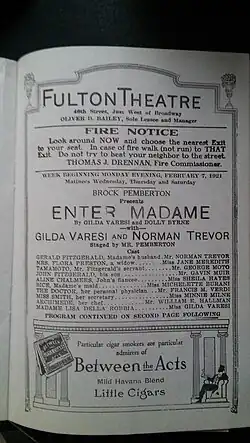 FULTON THEATRE
46th Street, Just West of Broadway
OLIVER D. BAILEY, Sole Lessee and Manager
FIRE NOTICE
Look around NOW and choose the nearest Exit
to your seat. In case of fire walk (not run) to THAT
Exit. Do not try to beat your neighbor to the street.
THOMAS J. DRENNAN, Fire Commissioner.
WEEK BEGINNING MONDAY EVENING, FEBRUARY 7, 1921
Matinees Wednesday, Thursday and Saturday
BROCK PEMBERTON
Presents
ENTER MADAME
By GILDA VARESI and DOLLY BYRNE
—with—
GILDA VARESI AND NORMAN TREVOR
Staged by MR. PEMBERTON
Cast
GERALD FITZGERALD, Madame's husband Mr. NORMAN TREVOR
MRS. FLORA PRESTON, a widow Miss JANE MEREDITH
TAMAMOTO, Mr. Fitzgerald's servant Mr. GEORGE MOTO
JOHN FITZGERALD, his son Mr. GAVIN MUIR
ALINE CHALMERS, John's fiancee Miss SHEILA HAYES
BICE, Madame's maid Miss MICHELETTE BURANI
THE DOCTOR, her personal physician Mr. FRANCIS M. VERDI
MISS SMITH, her secretary Miss MINNIE MILNE
ARCHIMEDE, her chef Mr. WILLIAM E. HALLMAN
MADAME LISA DELLA ROBBIA Miss GILDA VARESI
PROGRAM CONTINUED ON SECOND PAGE FOLLOWING
Particular cigar smokers are particular
admirers of
Between the Acts
Mild Havana Blend
Little Cigars